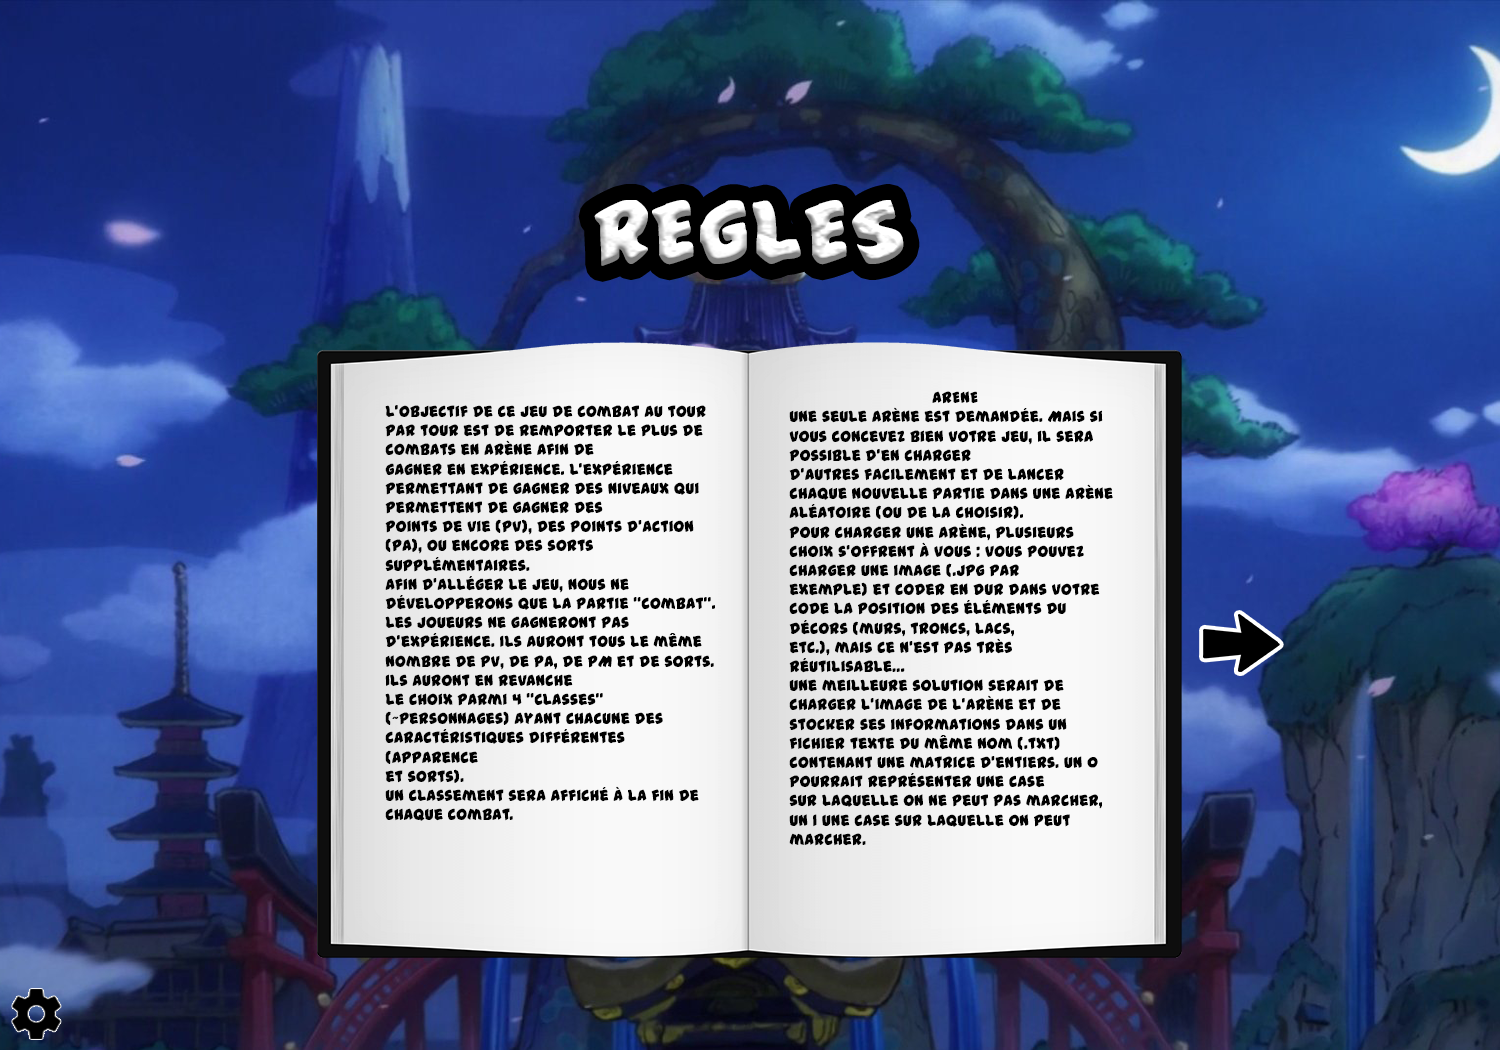 REGLES
L'OBJECTIF DE CE JEU DE COMBAT AU TOUR
PAR TOUR EST DE REMPORTER LE PLUS DE
COMBATS EN ARÈNE AFIN DE
GAGNER EN EXPÉRIENCE. L'EXPÉRIENCE
PERMETTANT DE GAGNER DES NIVEAUX QUI
PERMETTENT DE GAGNER DES
POINTS DE VIE (PV), DES POINTS D'ACTION
(PA), OU ENCORE DES SORTS
SUPPLÉMENTAIRES.
AFIN D'ALLÉGER LE JEU, NOUS NE
DÉVELOPPERONS QUE LA PARTIE "COMBAT".
LES JOUEURS NE GAGNERONT PAS
D'EXPÉRIENCE. ILS AURONT TOUS LE MÊME
NOMBRE DE PV, DE PA, DE PM ET DE SORTS.
ILS AURONT EN REVANCHE
LE CHOIX PARMI 4 "CLASSES"
(~PERSONNAGES) AYANT CHACUNE DES
CARACTÉRISTIQUES DIFFÉRENTES
(APPARENCE
ET SORTS).
UN CLASSEMENT SERA AFFICHÉ À LA FIN DE
CHAQUE COMBAT.
ARENE
UNE SEULE ARÈNE EST DEMANDÉE. MAIS SI
VOUS CONCEVEZ BIEN VOTRE JEU, IL SERA
POSSIBLE D'EN CHARGER
D'AUTRES FACILEMENT ET DE LANCER
CHAQUE NOUVELLE PARTIE DANS UNE ARÈNE
ALÉATOIRE (OU DE LA CHOISIR).
POUR CHARGER UNE ARÈNE, PLUSIEURS
CHOIX S'OFFRENT À VOUS : VOUS POUVEZ
CHARGER UNE IMAGE (.JPG PAR
EXEMPLE) ET CODER EN DUR DANS VOTRE
CODE LA POSITION DES ÉLÉMENTS DU
DÉCORS (MURS, TRONCS, LACS,
ETC.), MAIS CE N'EST PAS TRÈS
RÉUTILISABLE...
UNE MEILLEURE SOLUTION SERAIT DE
CHARGER L'IMAGE DE L'ARÈNE ET DE
STOCKER SES INFORMATIONS DANS UN
FICHIER TEXTE DU MÊME NOM (.TXT)
CONTENANT UNE MATRICE D'ENTIERS. UN 0
POURRAIT REPRÉSENTER UNE CASE
SUR LAQUELLE ON NE PEUT PAS MARCHER,
UN 1 UNE CASE SUR LAQUELLE ON PEUT
MARCHER.